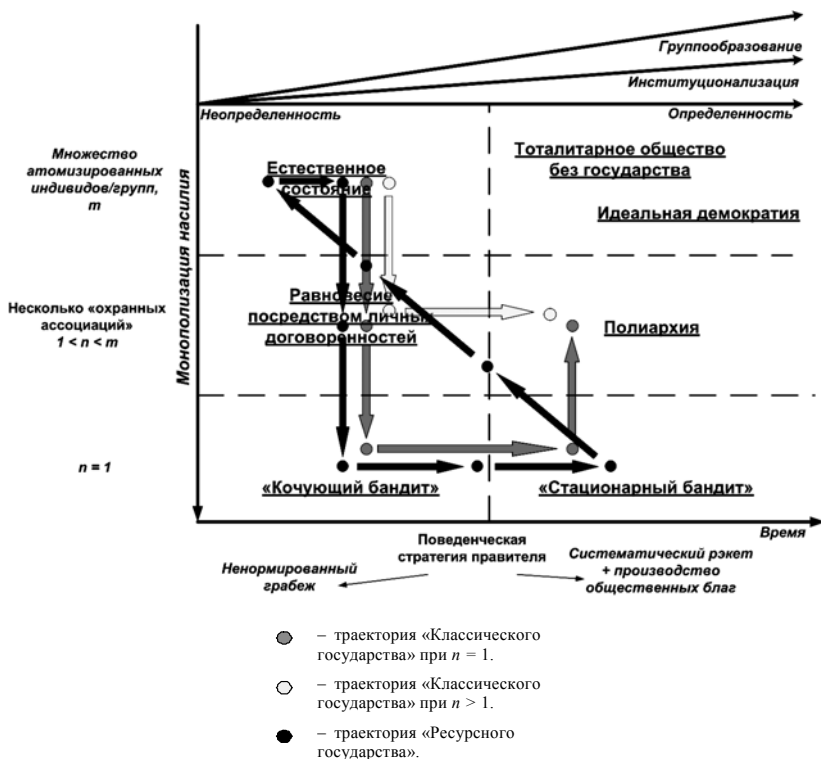 Группообразование
Институционализация
Неопределенность
Определенность
Множество
атомизированных
индивидов/групп,
m
Естественное
состояние
Тоталитарное общество
без государства
Идеальная демократия
Монополизация насилия
Несколько «охранных
ассоциаций»
1 < n < m
Равновесие
посредством личных
договоренностей
Полиархия
n = 1
«Кочующий бандит»
«Стационарный бандит»
Время
Поведенческая
стратегия правителя
Ненормированный
грабеж
Систематический рэкет
+ производство
общественных благ
– траектория «Классического
государства» при n = 1.
– траектория «Классического
государства» при n > 1.
– траектория «Ресурсного
государства».